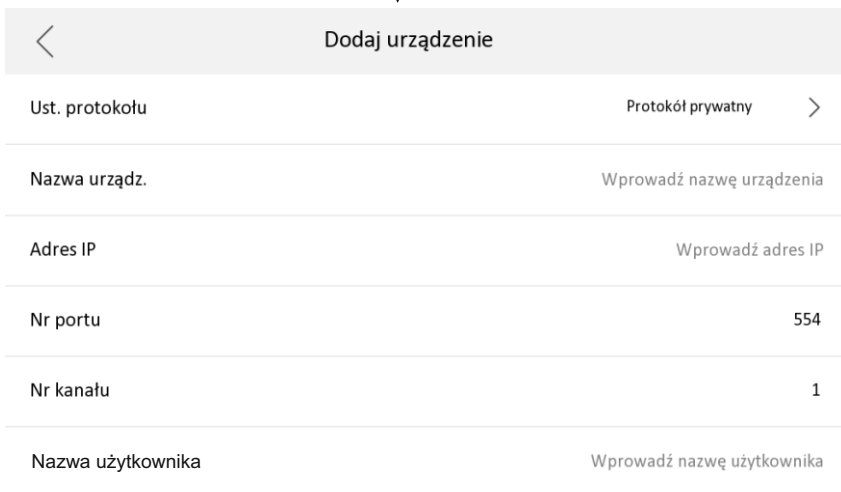 Dodaj urządzenie
Ust. protokołu Protokół prywatny
Nazwa urządz. Wprowadź nazwę urządzenia
Adres IP Wprowadź adres IP
Nr portu 554
Nr kanału 1
Nazwa użytkownika Wprowadź nazwę użytkownika